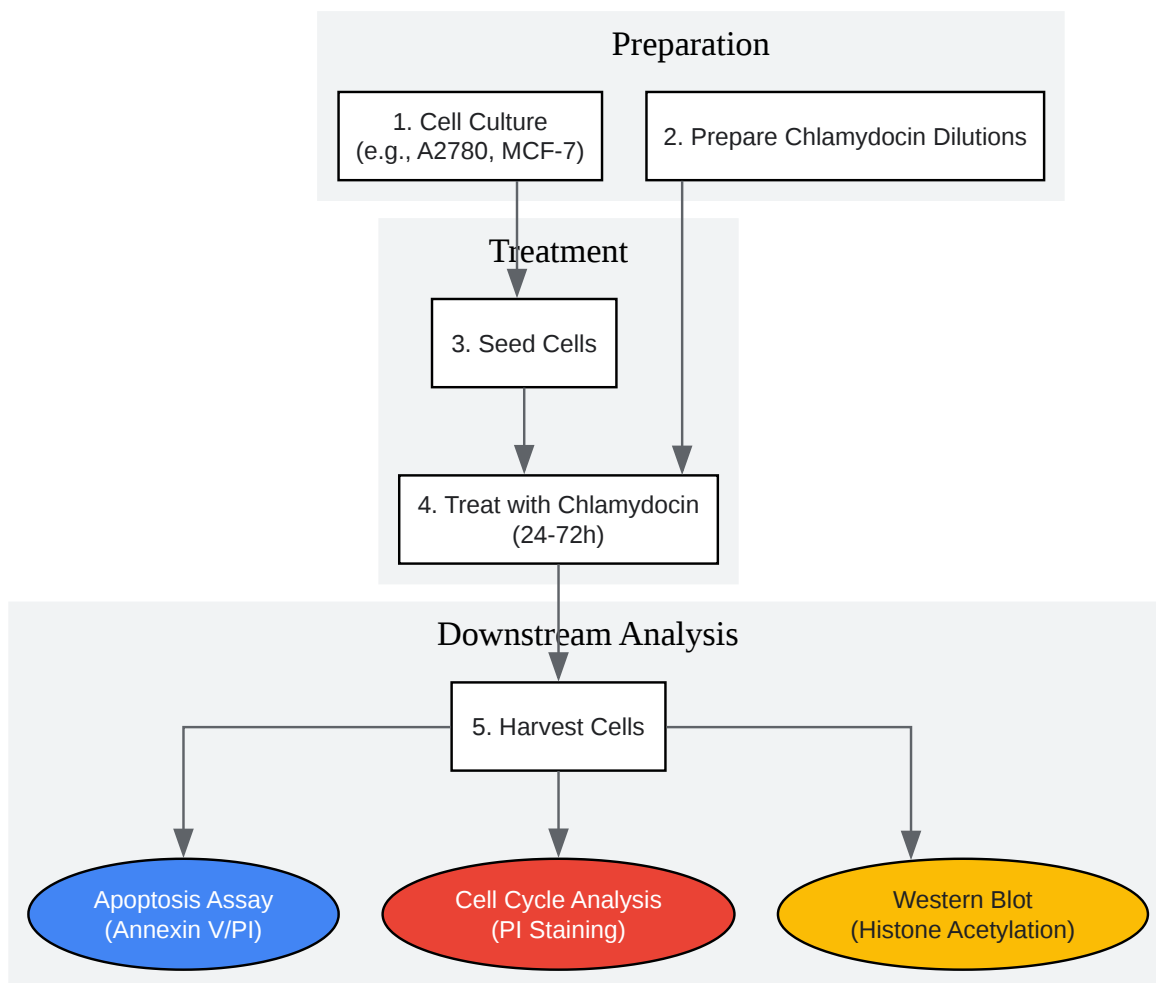 Preparation
1. Cell Culture
(e.g., A2780, MCF-7)
2. Prepare Chlamydocin Dilutions
Treatment
3. Seed Cells
4. Treat with Chlamydocin
(24-72h)
Downstream Analysis
5. Harvest Cells
Apoptosis Assay
(Annexin V/PI)
Cell Cycle Analysis
(PI Staining)
Western Blot
(Histone Acetylation)